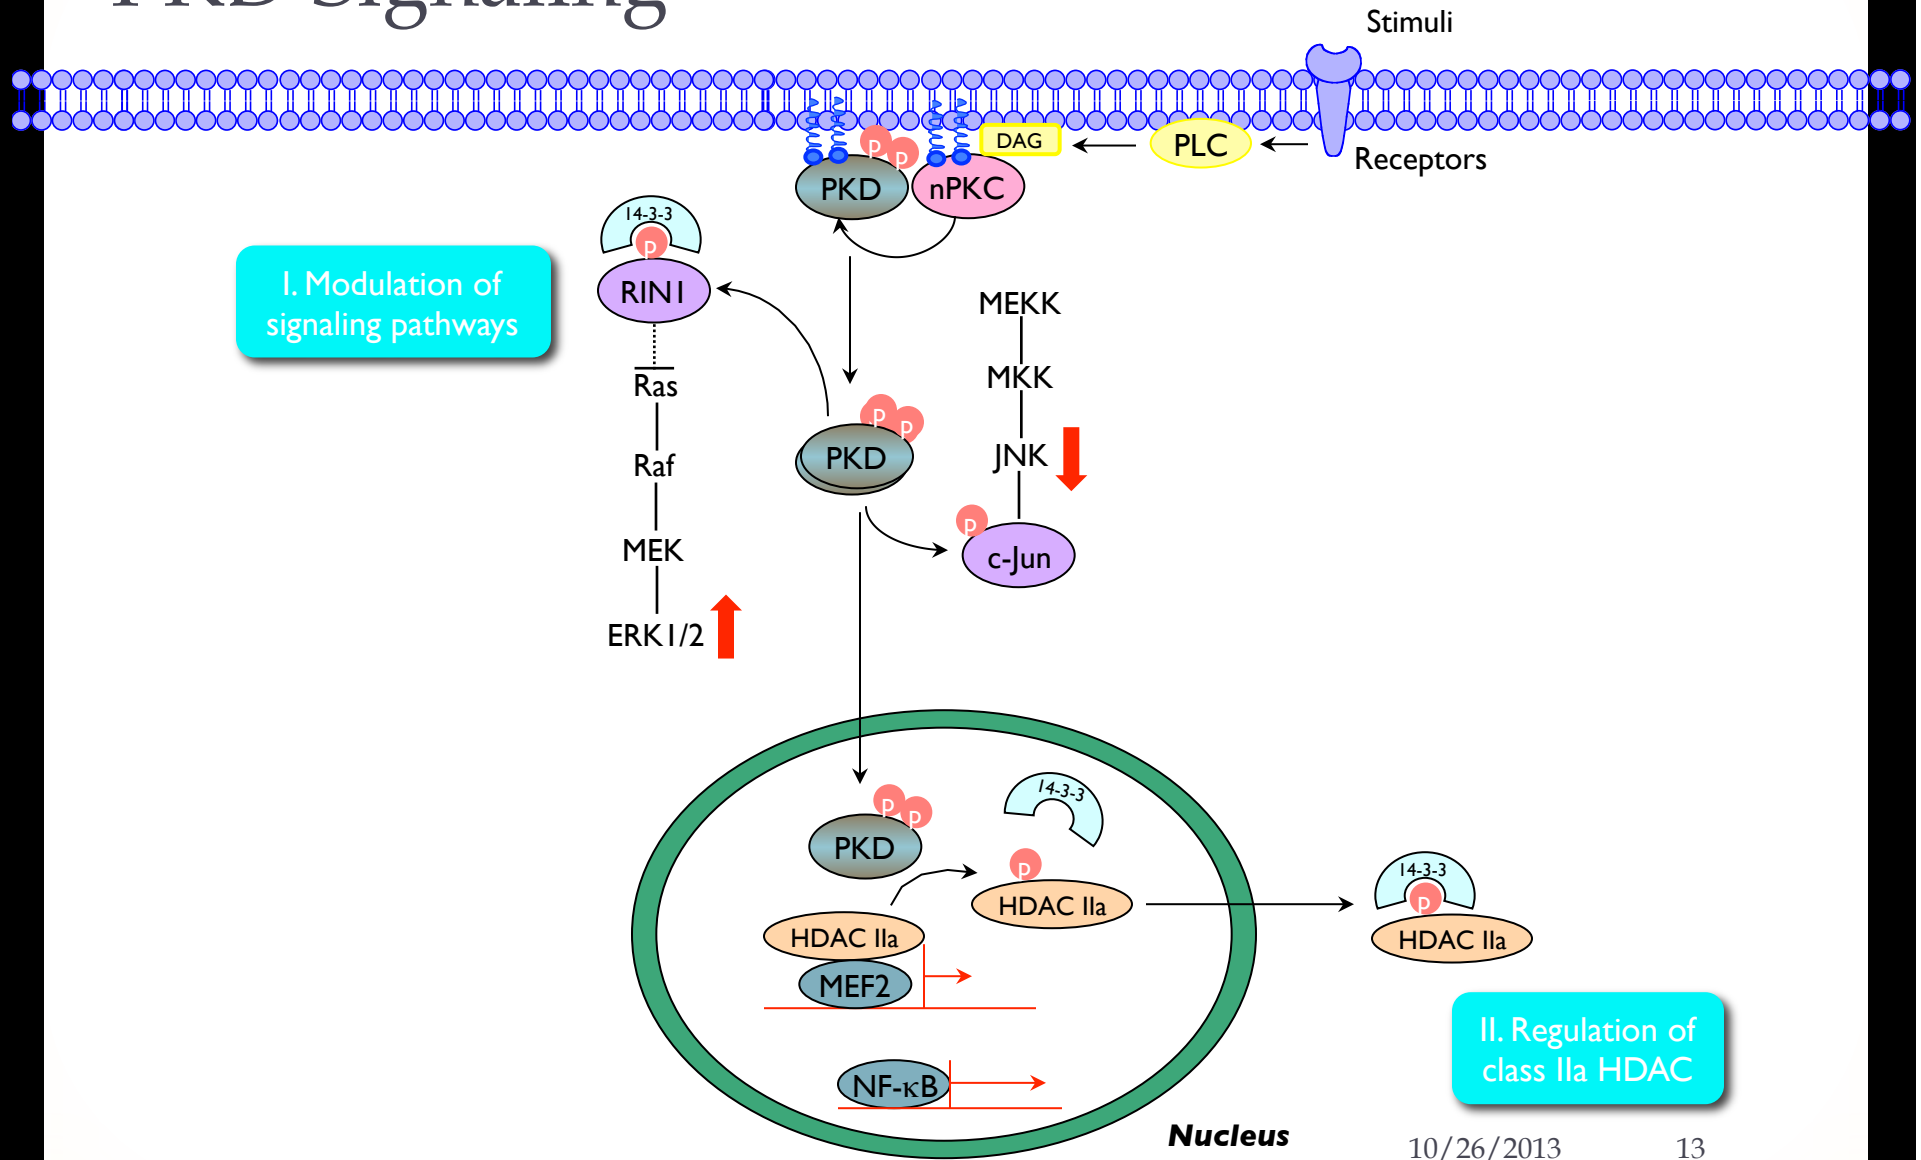 PKD Signaling
Stimuli
Receptors
PLC
DAG
P
P
PKD
nPKC
14-3-3
P
RIN1
I. Modulation of
signaling pathways
Ras
Raf
MEK
ERK1/2
MEKK
MKK
JNK
P
P
PKD
P
c-Jun
P
P
PKD
14-3-3
P
HDAC IIa
HDAC IIa
MEF2
NF-κB
14-3-3
P
HDAC IIa
II. Regulation of
class IIa HDAC
Nucleus
10/26/2013
13